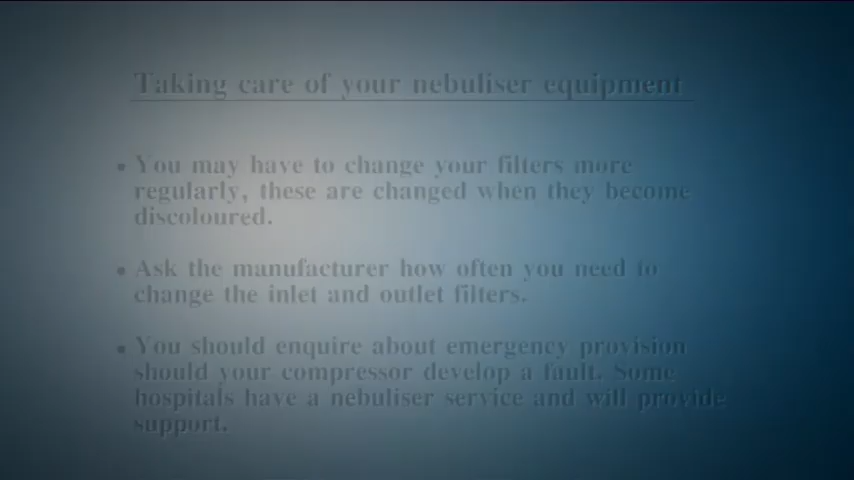 Taking care of your nebuliser equipment
• You may have to change your filters more
regularly, these are changed when they become
discoloured.
• Ask the manufacturer how often you need to
change the inlet and outlet filters.
• You should enquire about emergency provision
should your compressor develop a fault. Some
hospitals have a nebuliser service and will provide
support.